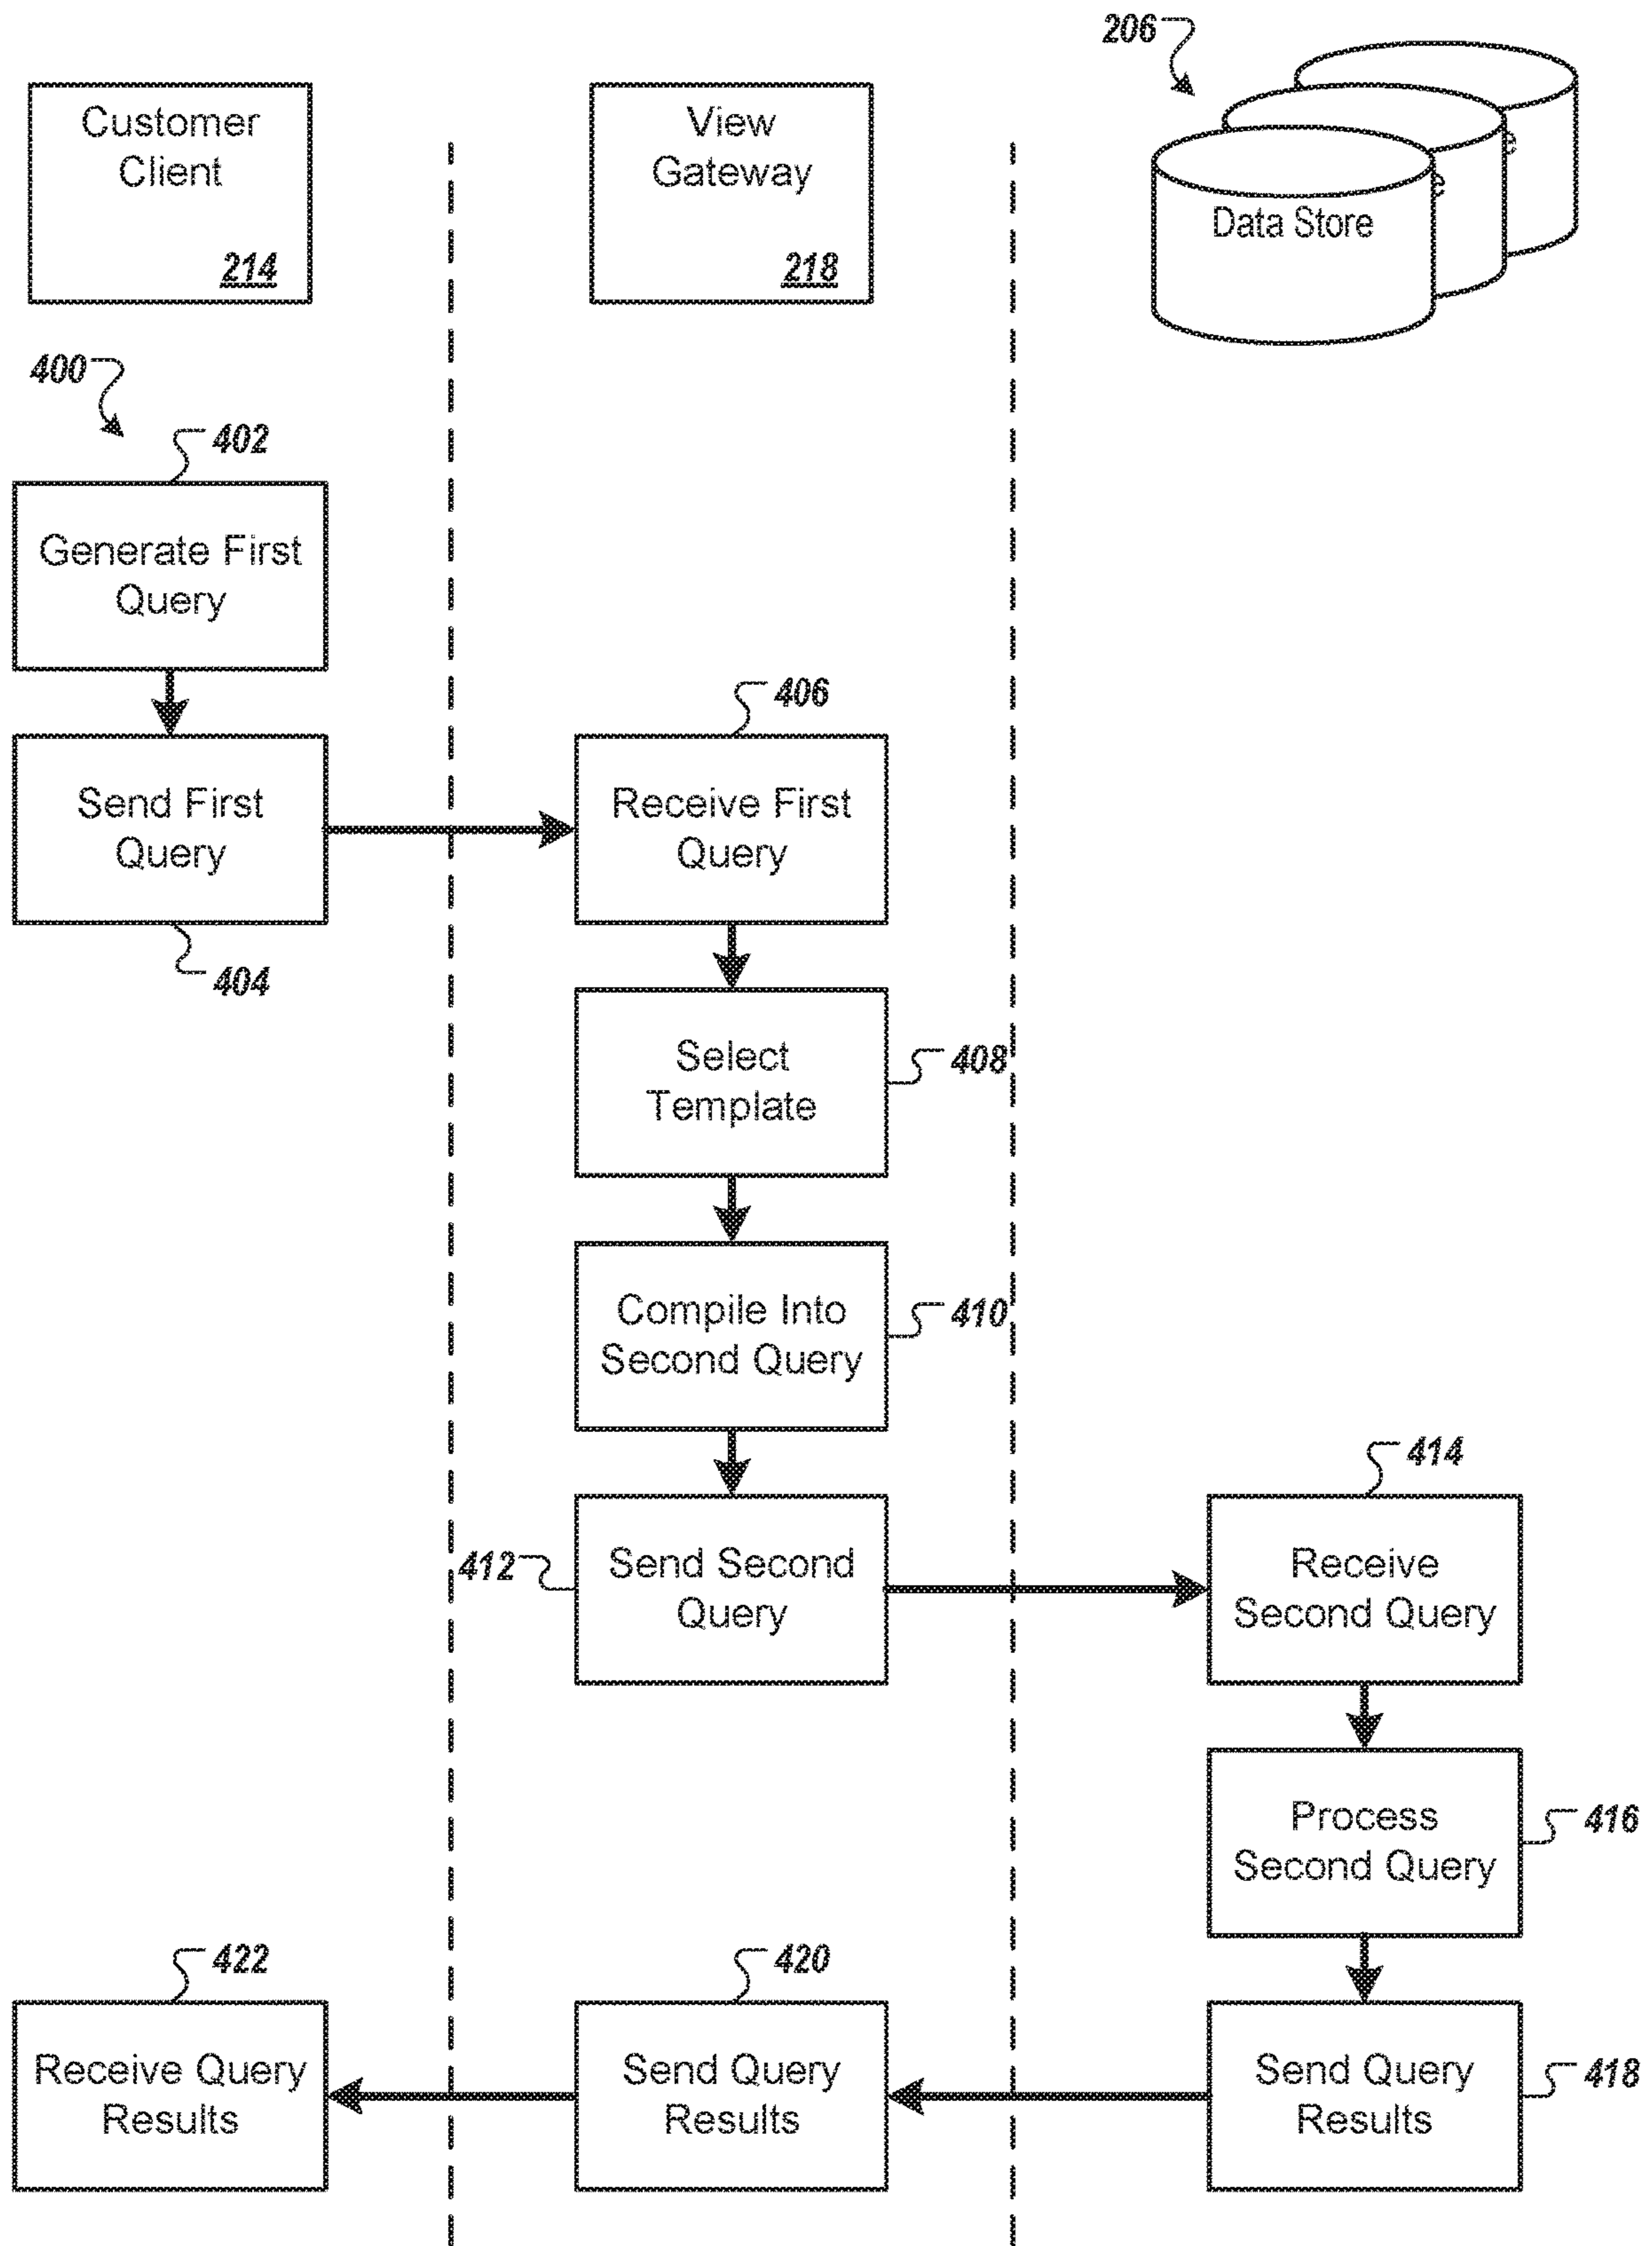 206
Customer
Client
214
View
Gateway
218
Data Store
e
e
400
402
Generate First
Query
406
Send First
Query
Receive First
Query
404
Select
Template
408
Compile Into
Second Query
410
414
412
Send Second
Query
Receive
Second Query
Process
Second Query
416
422
420
Receive Query
Results
Send Query
Results
Send Query
Results
418